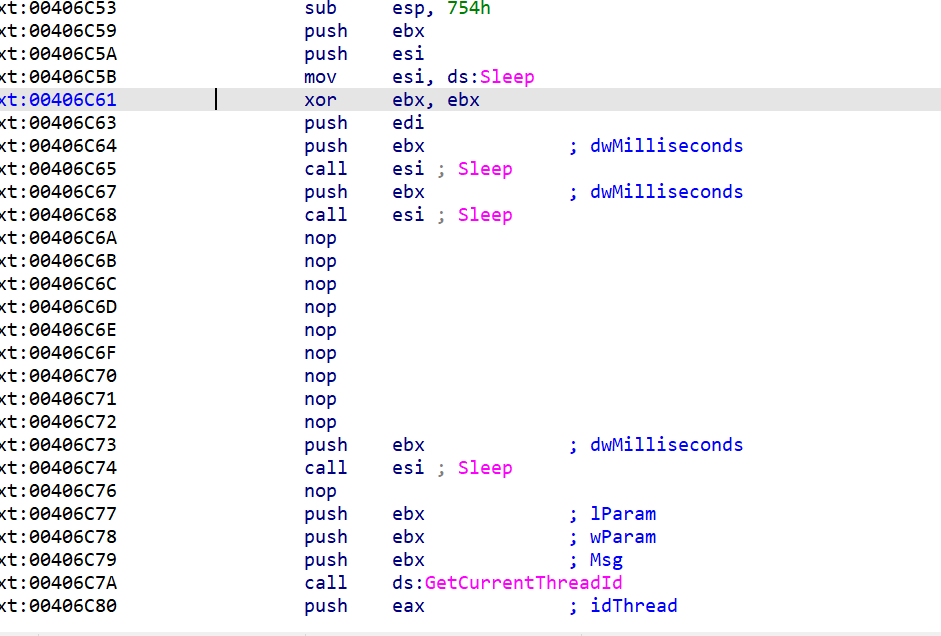 xt:00406C53 sub esp, 754h
xt:00406C59 push ebx
xt:00406C5A push esi
xt:00406C5B mov esi, ds:Sleep
xt:00406C61 xor ebx, ebx
xt:00406C63 push edi
xt:00406C64 push ebx ; dwMilliseconds
xt:00406C65 call esi ; Sleep
xt:00406C67 push ebx ; dwMilliseconds
xt:00406C68 call esi ; Sleep
xt:00406C6A nop
xt:00406C6B nop
xt:00406C6C nop
xt:00406C6D nop
xt:00406C6E nop
xt:00406C6F nop
xt:00406C70 nop
xt:00406C71 nop
xt:00406C72 nop
xt:00406C73 push ebx ; dwMilliseconds
xt:00406C74 call esi ; Sleep
xt:00406C76 nop
xt:00406C77 push ebx ; lParam
xt:00406C78 push ebx ; wParam
xt:00406C79 push ebx ; Msg
xt:00406C7A call ds:GetCurrentThreadId
xt:00406C80 push eax ; idThread